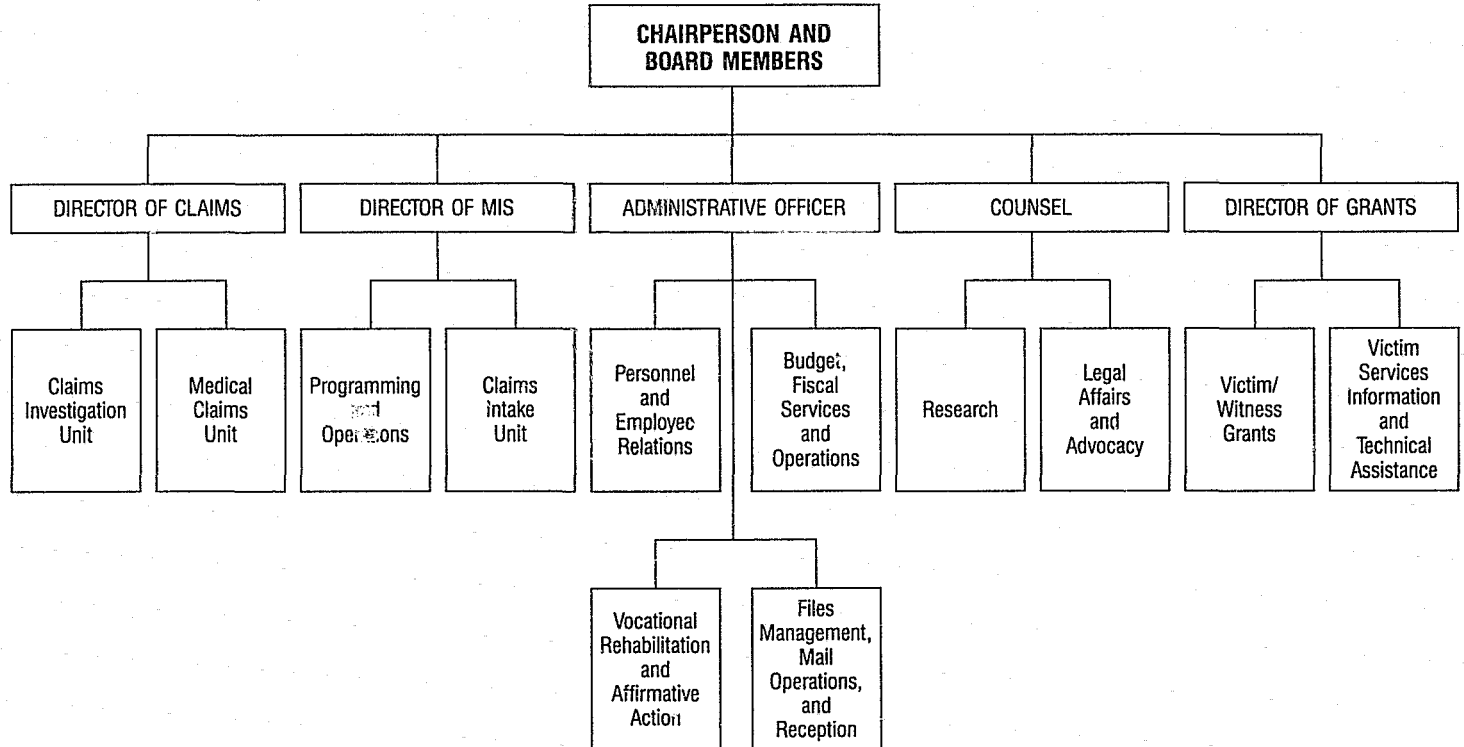 CHAIRPERSON AND
BOARD MEMBERS
DIRECTOR OF CLAIMS
DIRECTOR OF MIS
ADMINISTRATIVE OFFICER
COUNSEL
DIRECTOR OF GRANTS
Claims
Investigation
Unit
Medical
Claims
Unit
Programming
and
Operations
Claims
Intake
Unit
Personnel
and
Employee
Relations
Budget,
Fiscal
Services
and
Operations
Research
Legal
Affairs
and
Advocacy
Victim/
Witness
Grants
Victim
Services
Information
and
Technical
Assistance
Vocational
Rehabilitation
and
Affirmative
Action
Files
Management,
Mail
Operations,
and
Reception